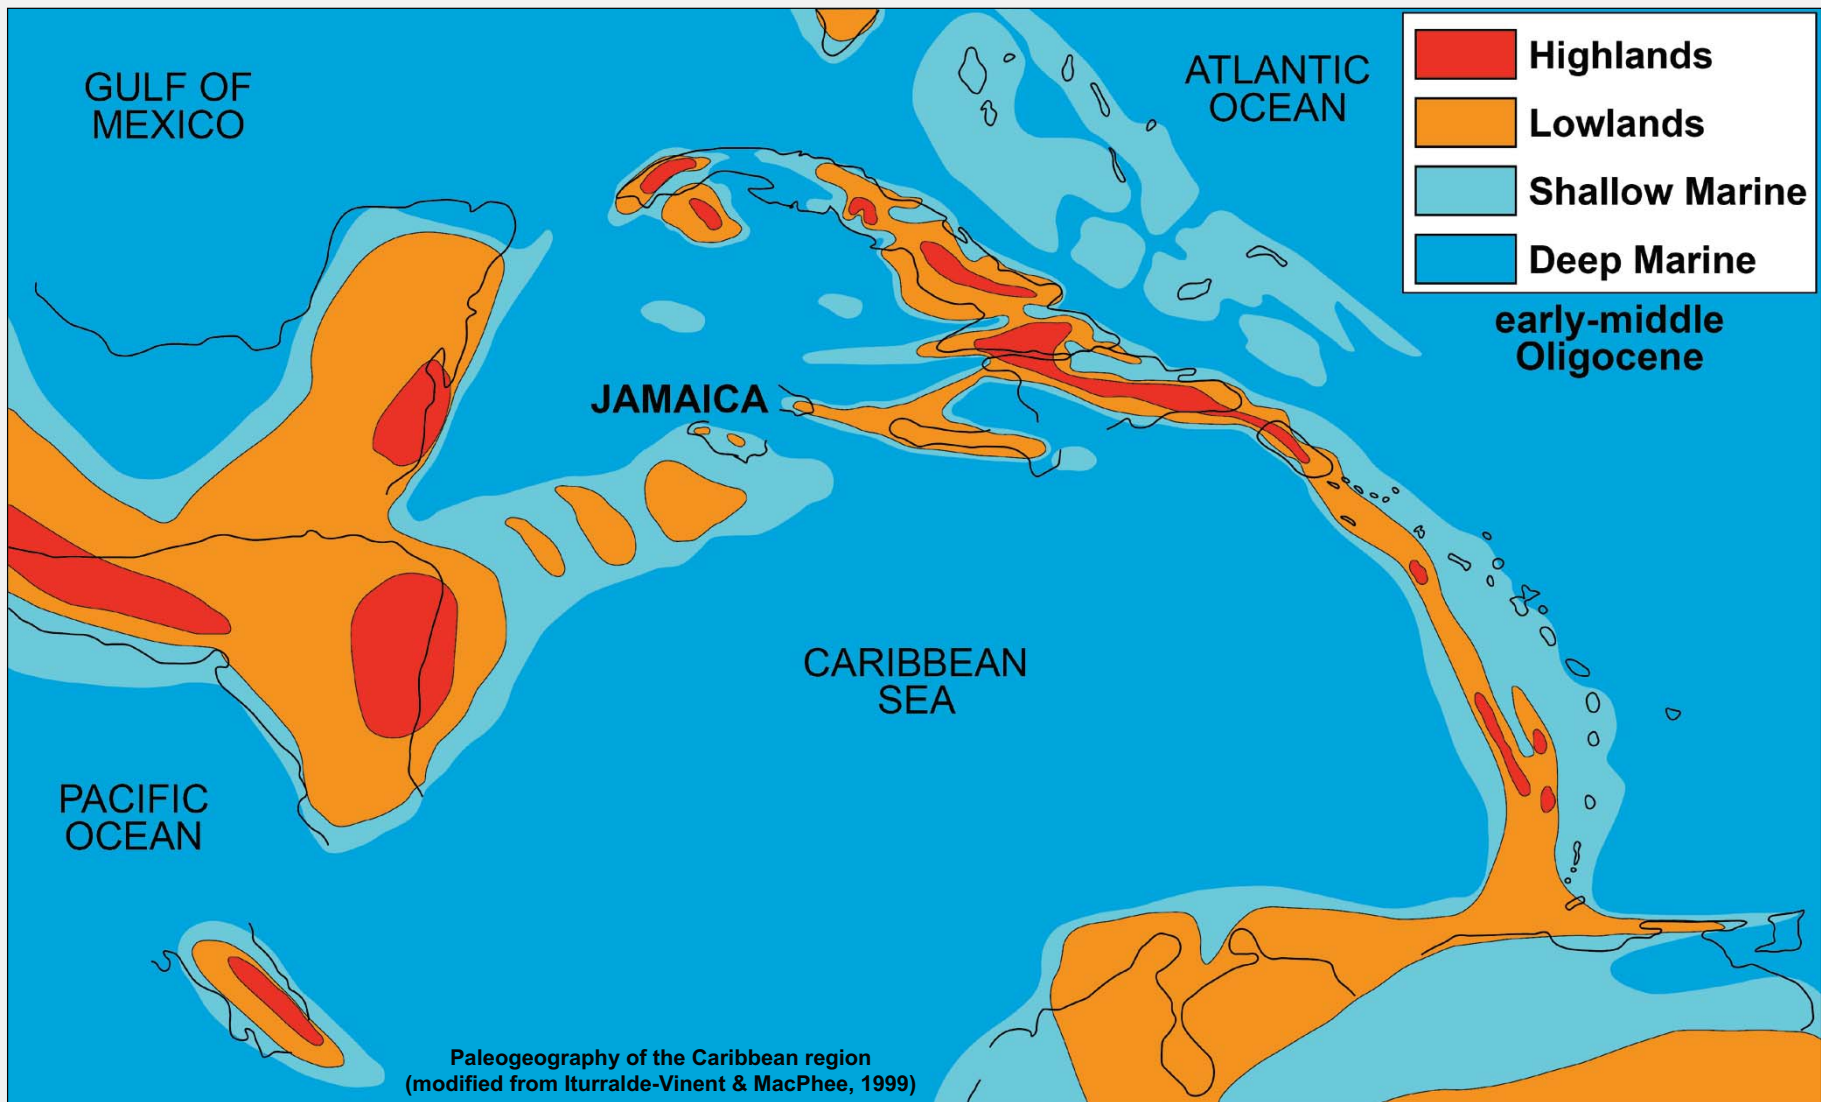 GULF OF
MEXICO
ATLANTIC
OCEAN
Highlands
Lowlands
Shallow Marine
Deep Marine
early-middle
Oligocene
JAMAICA
CARIBBEAN
SEA
PACIFIC
OCEAN
Paleogeography of the Caribbean region
(modified from Iturralde-Vinent & MacPhee, 1999)